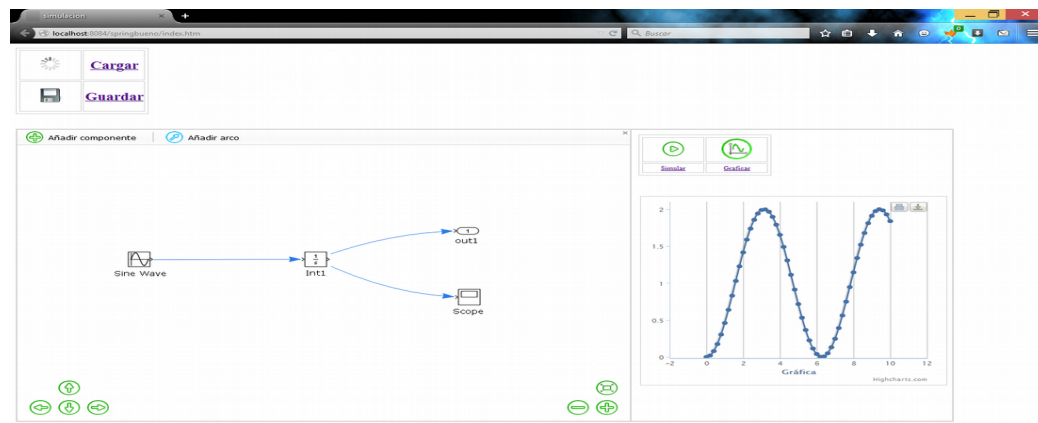 simulacion
localhost:8084/springbueno/index.htm
Buscar
Cargar
Guardar
Añadir componente
Añadir arco
Simular
Graficar
Sine Wave
1
s
Int1
1
out1
Scope
2
1.5
1
0.5
0
-2 0 2 4 6 8 10 12
Gráfica
Highcharts.com